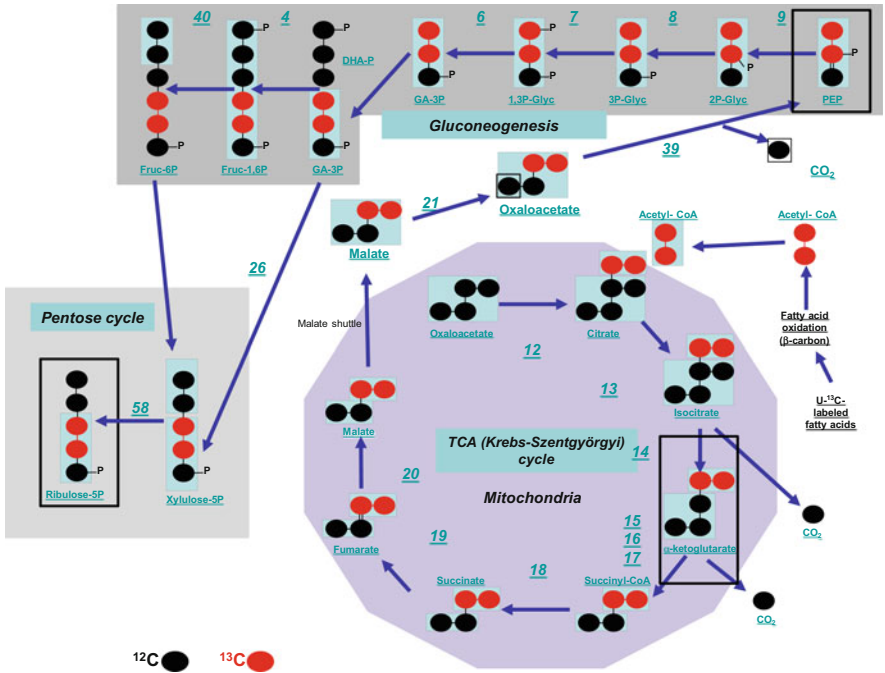 40
4
6
7
8
9
P
P
P
P
P
P
DHA-P
P
P
P
P
P
GA-3P
1,3P-Glyc
3P-Glyc
2P-Glyc
PEP
Gluconeogenesis
39
CO2
Fruc-6P
Fruc-1,6P
GA-3P
21
Oxaloacetate
Malate
Acetyl- CoA
Acetyl- CoA
26
Pentose cycle
Malate shuttle
Oxaloacetate
Citrate
Fatty acid
oxidation
(β-carbon)
12
13
Isocitrate
U-¹³C-
labeled
fatty acids
58
P
P
Ribulose-5P
Xylulose-5P
Malate
TCA (Krebs-Szentgyörgyi)
cycle
14
Mitochondria
20
15
16
17
α-ketoglutarate
CO2
Fumarate
19
18
Succinate
Succinyl-CoA
CO2
¹²C
¹³C